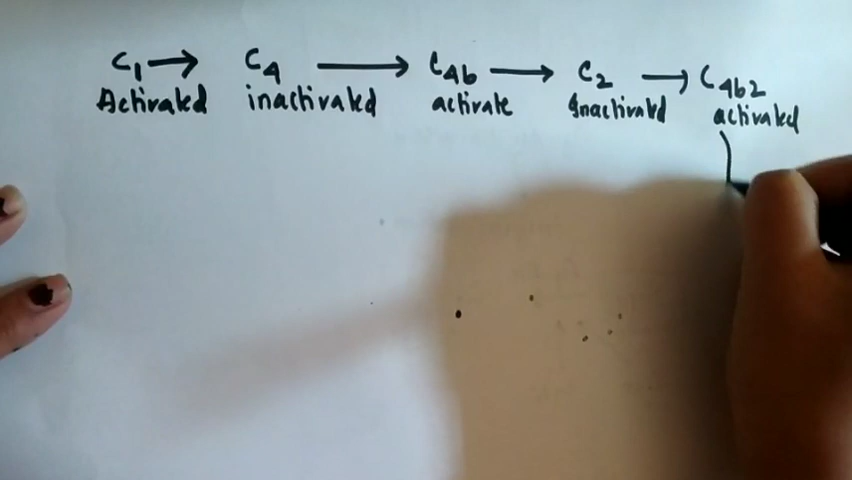 C1 → C4 → C4b → C2 → C4b2
Activated inactivated activate Inactivated activated